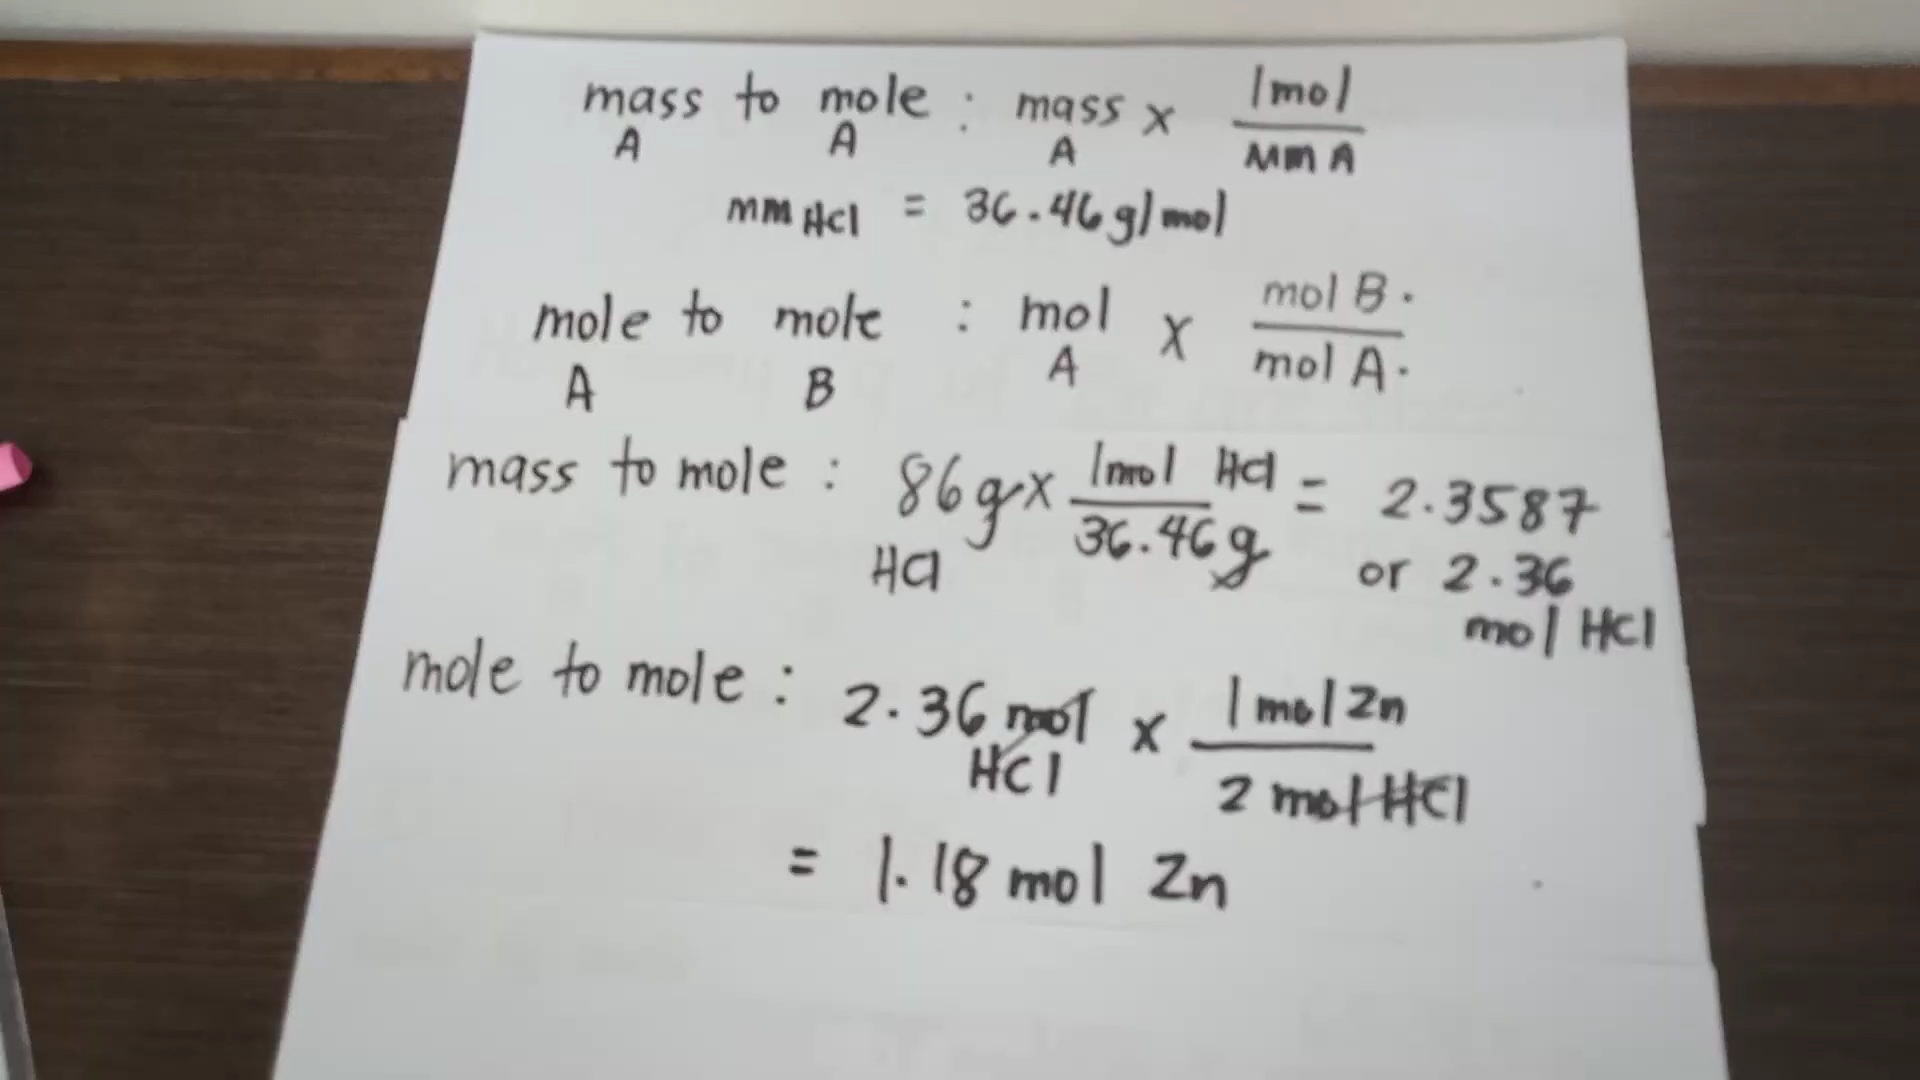 mass to mole : mass x 1mol
A A A MM A
mm HCl = 36.46 g/mol
mole to mole : mol x mol B.
A B A mol A.
mass to mole : 86g x 1mol HCl = 2.3587
HCl 36.46g or 2.36
mol HCl
mole to mole : 2.36 mol x 1 mol Zn
HCl 2 mol HCl
= 1.18 mol Zn